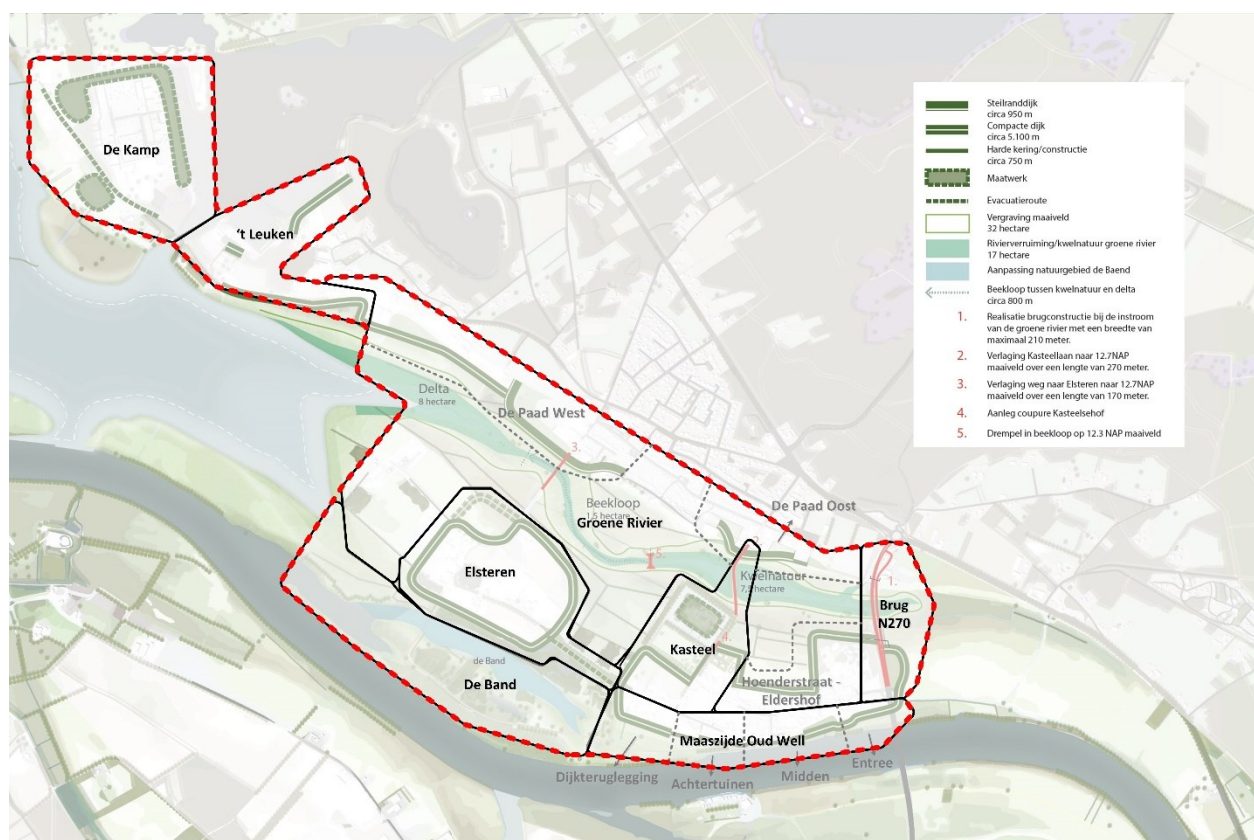 De Kamp
't Leuken
Delta
8 hectare
De Paad West
3.
Beekloop
1,5 hectare
Groene Rivier
De Paad Oost
Elsteren
5.
2.
Kwelnatuur
7,5 hectare
1.
Brug
N270
4.
Kasteel
de Band
De Band
Hoenderstraat -
Eldershof
Maaszijde Oud Well
Dijkteruglegging
Achtertuinen
Midden
Entree
Steilranddijk
circa 950 m
Compacte dijk
circa 5.100 m
Harde kering/constructie
circa 750 m
Maatwerk
Evacuatieroute
Vergraving maaiveld
32 hectare
Rivierverruiming/kwelnatuur groene rivier
17 hectare
Aanpassing natuurgebied de Baend
Beekloop tussen kwelnatuur en delta
circa 800 m
1. Realisatie brugconstructie bij de instroom
van de groene rivier met een breedte van
maximaal 210 meter.
2. Verlaging Kasteellaan naar 12.7NAP
maaiveld over een lengte van 270 meter.
3. Verlaging weg naar Elsteren naar 12.7NAP
maaiveld over een lengte van 170 meter.
4. Aanleg coupure Kasteelsehof
5. Drempel in beekloop op 12.3 NAP maaiveld